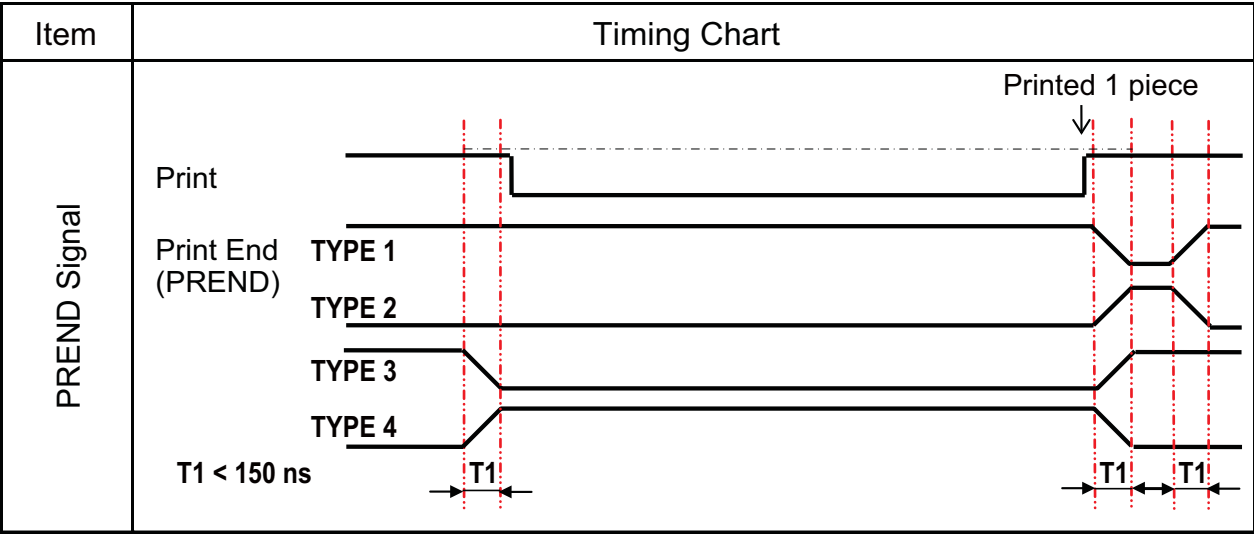 Item
Timing Chart
PREND Signal
Printed 1 piece
Print
Print End
(PREND)
TYPE 1
TYPE 2
TYPE 3
TYPE 4
T1 < 150 ns
T1
T1
T1